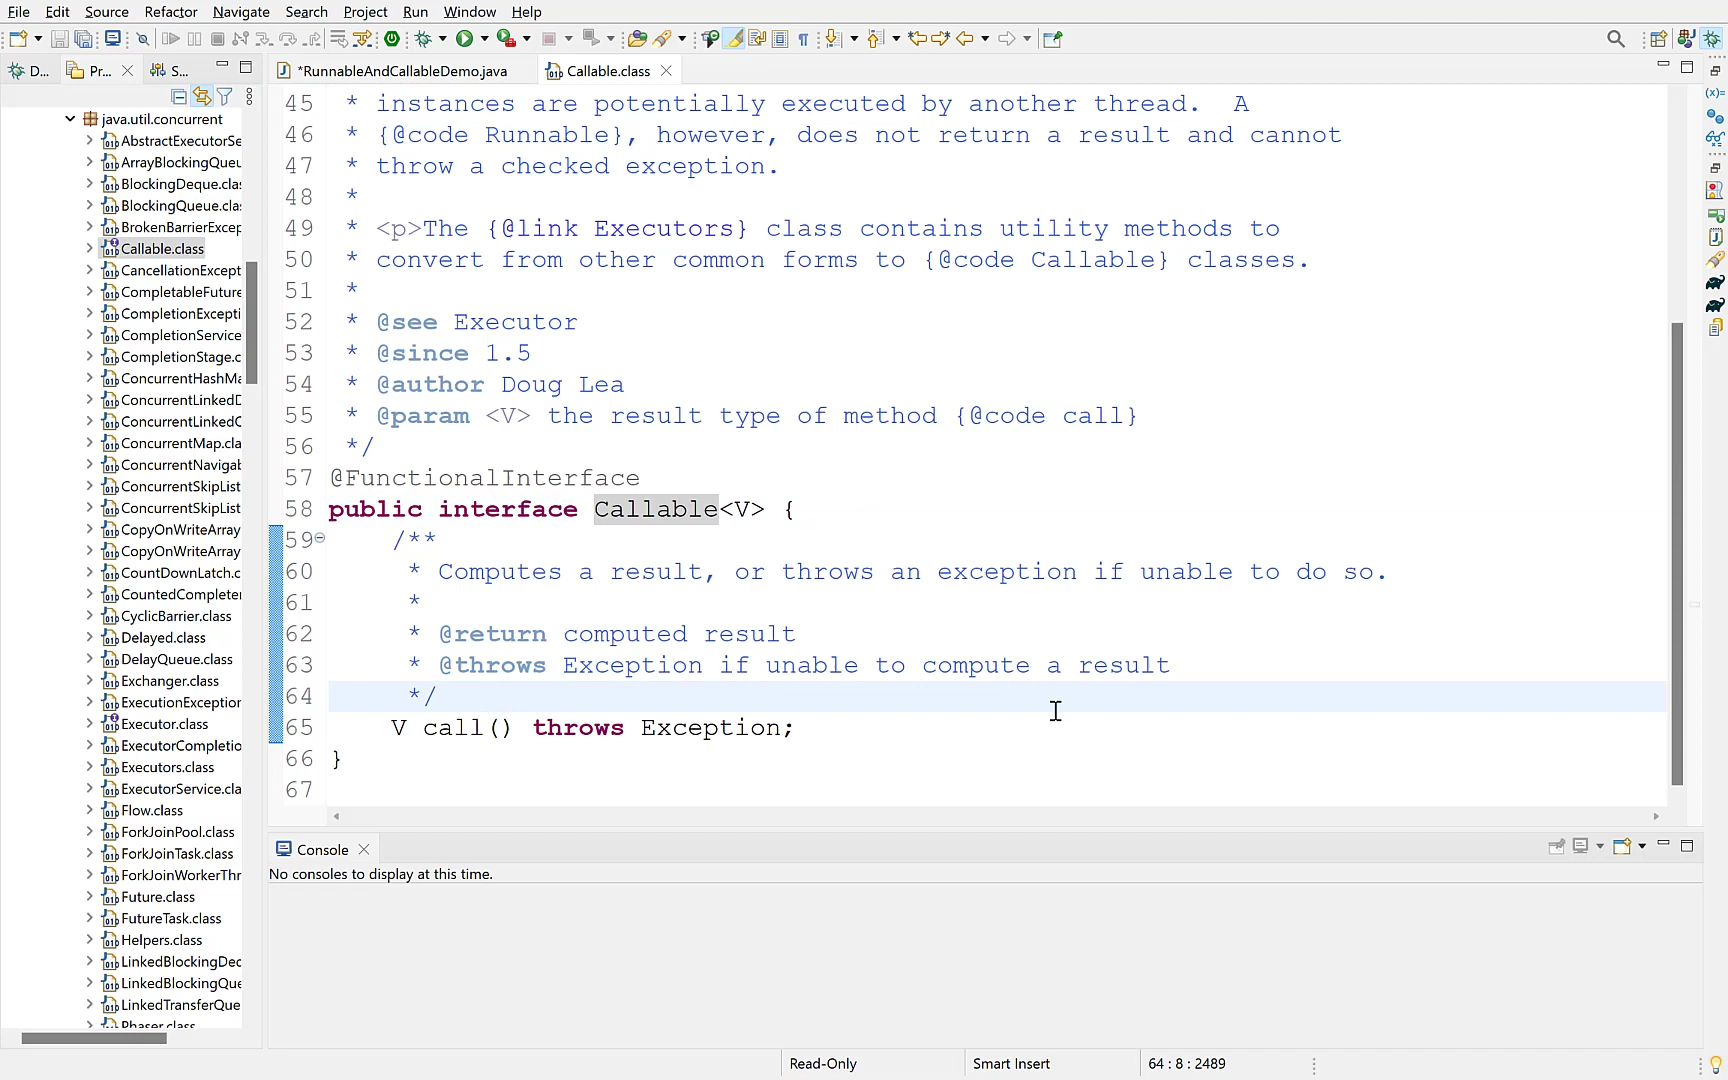 File Edit Source Refactor Navigate Search Project Run Window Help
D... Pr... S...
*RunnableAndCallableDemo.java Callable.class
java.util.concurrent
AbstractExecutorSe
ArrayBlockingQueu
BlockingDeque.clas
BlockingQueue.clas
BrokenBarrierExcep
Callable.class
CancellationExcept
CompletableFuture
CompletionExcepti
CompletionService
CompletionStage.c
ConcurrentHashMa
ConcurrentLinkedD
ConcurrentLinkedQ
ConcurrentMap.cla
ConcurrentNavigab
ConcurrentSkipList
ConcurrentSkipList
CopyOnWriteArray
CopyOnWriteArray
CountDownLatch.c
CountedCompleter
CyclicBarrier.class
Delayed.class
DelayQueue.class
Exchanger.class
ExecutionException
Executor.class
ExecutorCompletio
Executors.class
ExecutorService.cla
Flow.class
ForkJoinPool.class
ForkJoinTask.class
ForkJoinWorkerThr
Future.class
FutureTask.class
Helpers.class
LinkedBlockingDec
LinkedBlockingQue
LinkedTransferQue
Phaser.class
45 * instances are potentially executed by another thread. A
46 * {@code Runnable}, however, does not return a result and cannot
47 * throw a checked exception.
48 *
49 * <p>The {@link Executors} class contains utility methods to
50 * convert from other common forms to {@code Callable} classes.
51 *
52 * @see Executor
53 * @since 1.5
54 * @author Doug Lea
55 * @param <V> the result type of method {@code call}
56 */
57 @FunctionalInterface
58 public interface Callable<V> {
59 /**
60 * Computes a result, or throws an exception if unable to do so.
61 *
62 * @return computed result
63 * @throws Exception if unable to compute a result
64 */
65 V call() throws Exception;
66 }
67
Console
No consoles to display at this time.
Read-Only Smart Insert 64 : 8 : 2489